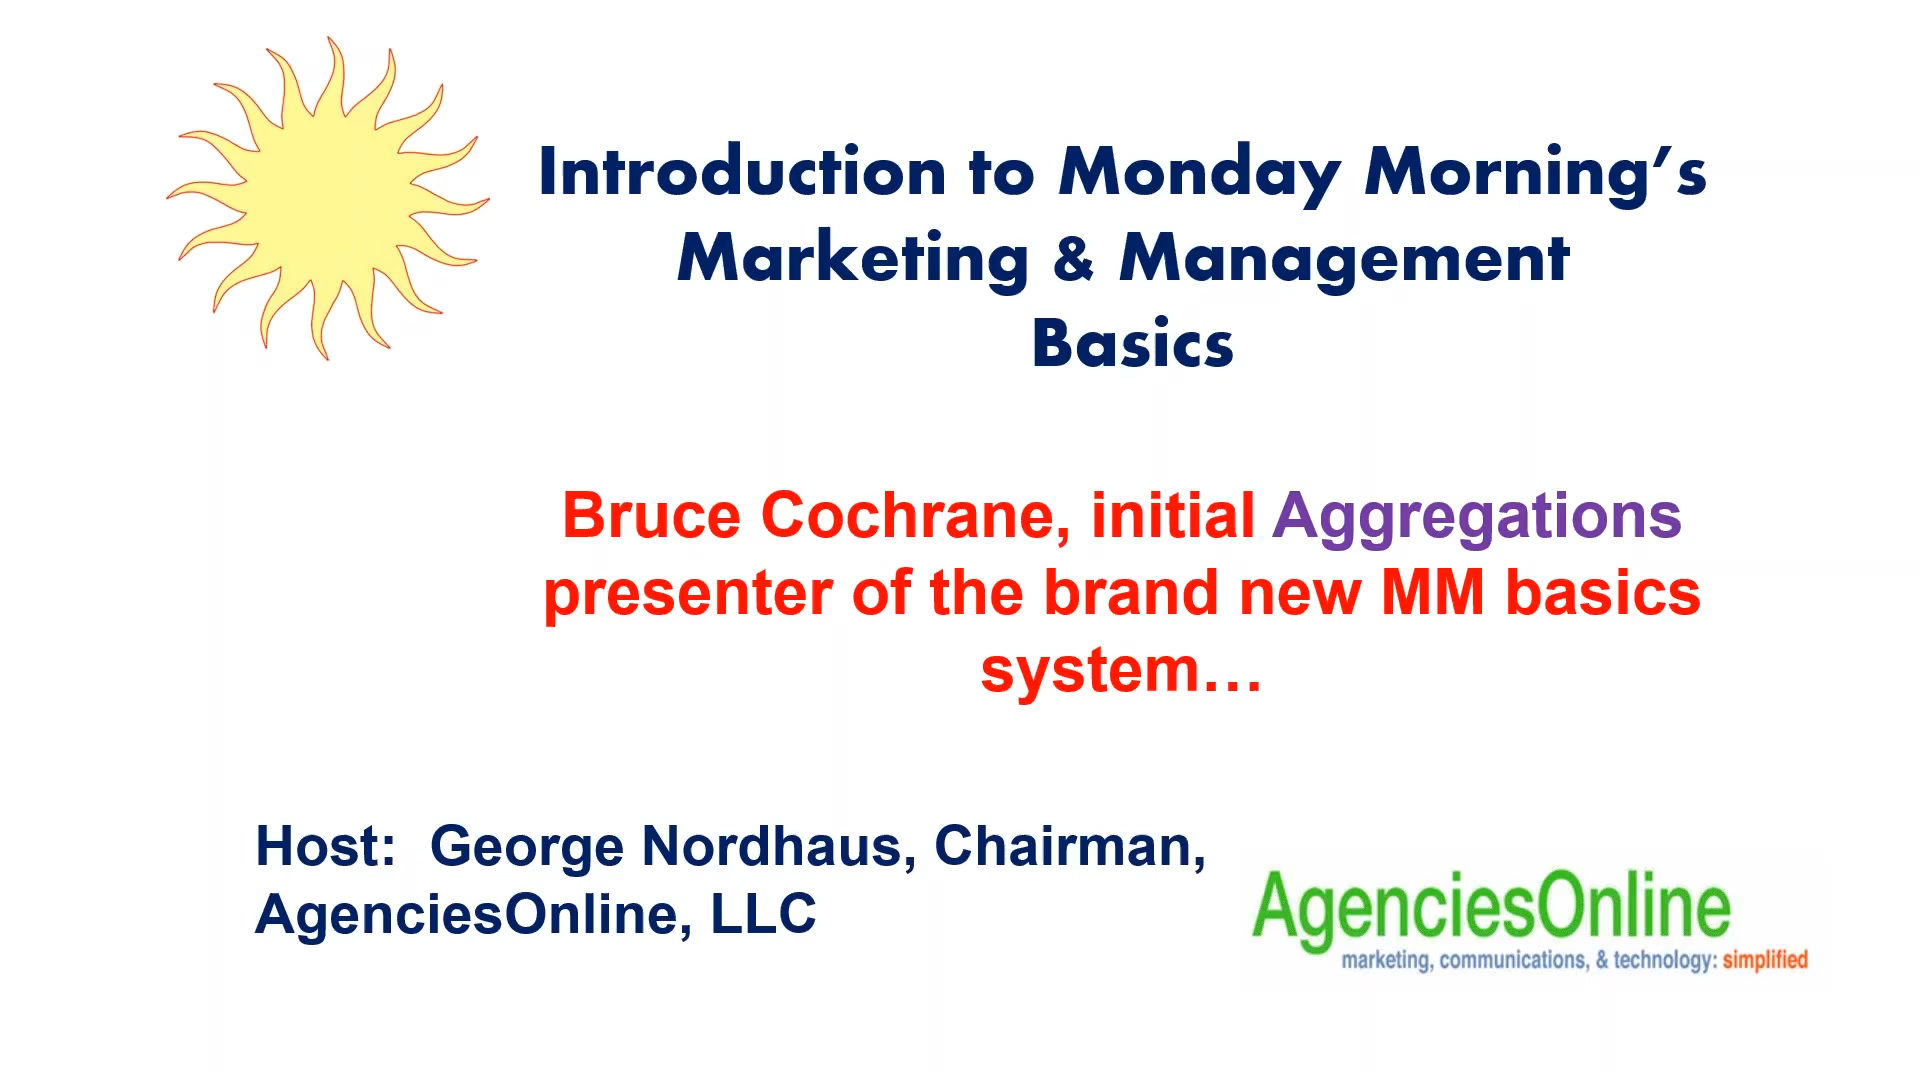 Introduction to Monday Morning’s
Marketing & Management
Basics
Bruce Cochrane, initial Aggregations
presenter of the brand new MM basics
system…
Host:  George Nordhaus, Chairman,
AgenciesOnline, LLC
AgenciesOnline
marketing, communications, & technology: simplified